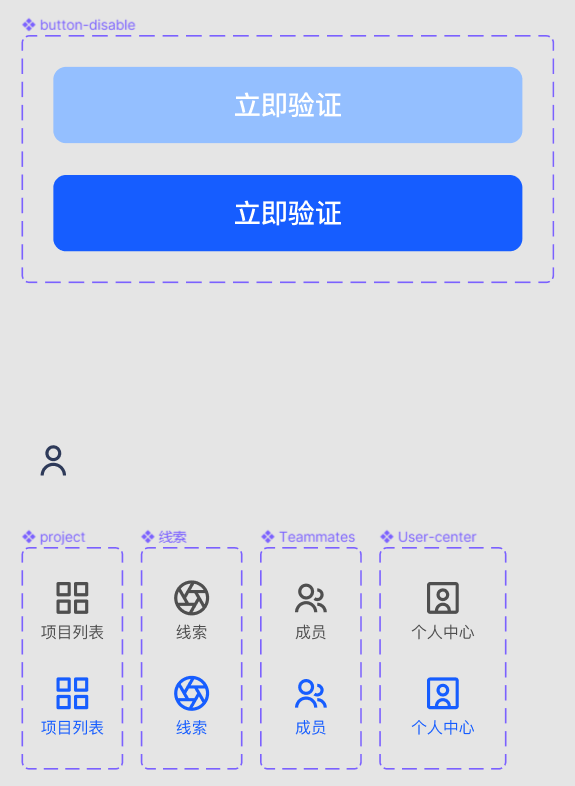 button-disable
立即验证
立即验证
project
线索
Teammates
User-center
项目列表
线索
成员
个人中心
项目列表
线索
成员
个人中心